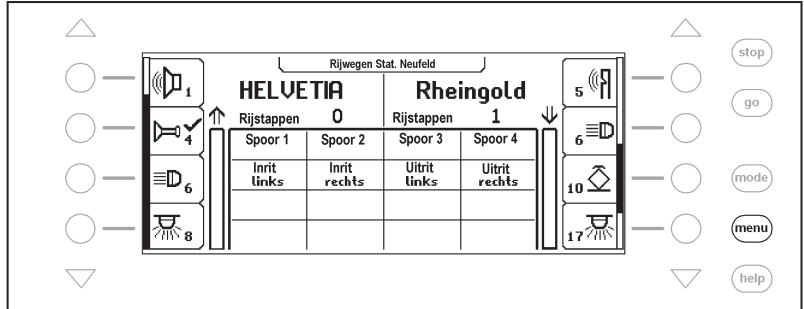 Rijwegen Stat. Neufeld
HELVETIA Rheingold
Rijstappen 0 Rijstappen 1
Spoor 1 Spoor 2 Spoor 3 Spoor 4
Inrit links Inrit rechts Uitrit links Uitrit rechts
1
4
6
8
5
6
10
17
stop
go
mode
menu
help